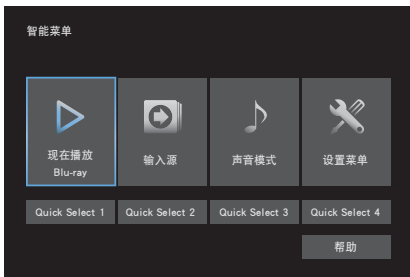 智能菜单
现在播放
Blu-ray
输入源
声音模式
设置菜单
Quick Select 1
Quick Select 2
Quick Select 3
Quick Select 4
帮助